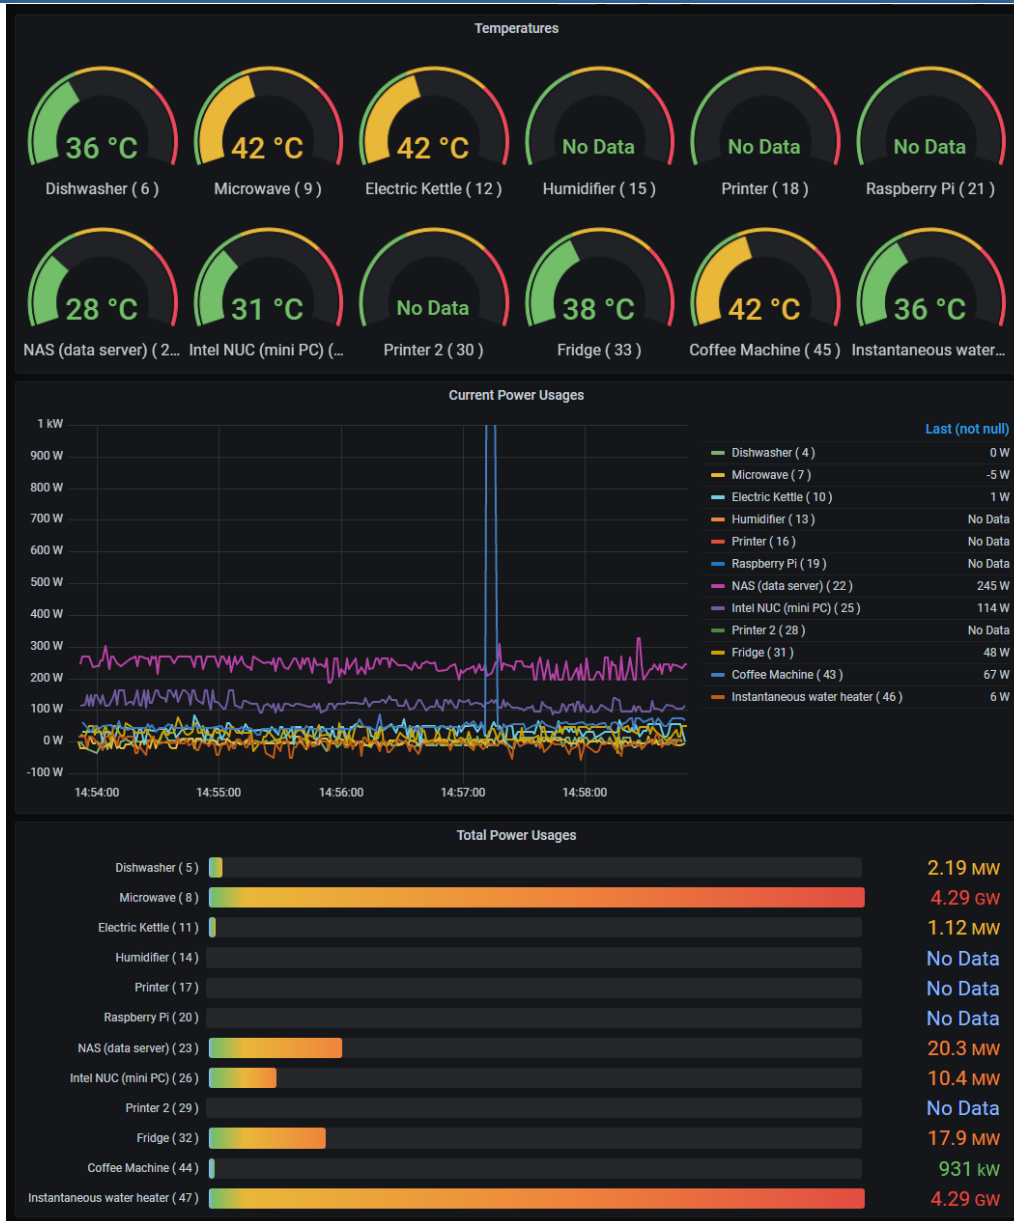 Temperatures
36 °C
42 °C
42 °C
No Data
No Data
No Data
Dishwasher ( 6 )
Microwave ( 9 )
Electric Kettle ( 12 )
Humidifier ( 15 )
Printer ( 18 )
Raspberry Pi ( 21 )
28 °C
31 °C
No Data
38 °C
42 °C
36 °C
NAS (data server) ( 2...
Intel NUC (mini PC) (...
Printer 2 ( 30 )
Fridge ( 33 )
Coffee Machine ( 45 )
Instantaneous water...
Current Power Usages
1 kW
900 W
800 W
700 W
600 W
500 W
400 W
300 W
200 W
100 W
0 W
-100 W
14:54:00
14:55:00
14:56:00
14:57:00
14:58:00
Last (not null)
Dishwasher ( 4 ) 0 W
Microwave ( 7 ) -5 W
Electric Kettle ( 10 ) 1 W
Humidifier ( 13 ) No Data
Printer ( 16 ) No Data
Raspberry Pi ( 19 ) No Data
NAS (data server) ( 22 ) 245 W
Intel NUC (mini PC) ( 25 ) 114 W
Printer 2 ( 28 ) No Data
Fridge ( 31 ) 48 W
Coffee Machine ( 43 ) 67 W
Instantaneous water heater ( 46 ) 6 W
Total Power Usages
Dishwasher ( 5 ) 2.19 MW
Microwave ( 8 ) 4.29 GW
Electric Kettle ( 11 ) 1.12 MW
Humidifier ( 14 ) No Data
Printer ( 17 ) No Data
Raspberry Pi ( 20 ) No Data
NAS (data server) ( 23 ) 20.3 MW
Intel NUC (mini PC) ( 26 ) 10.4 MW
Printer 2 ( 29 ) No Data
Fridge ( 32 ) 17.9 MW
Coffee Machine ( 44 ) 931 kW
Instantaneous water heater ( 47 ) 4.29 GW